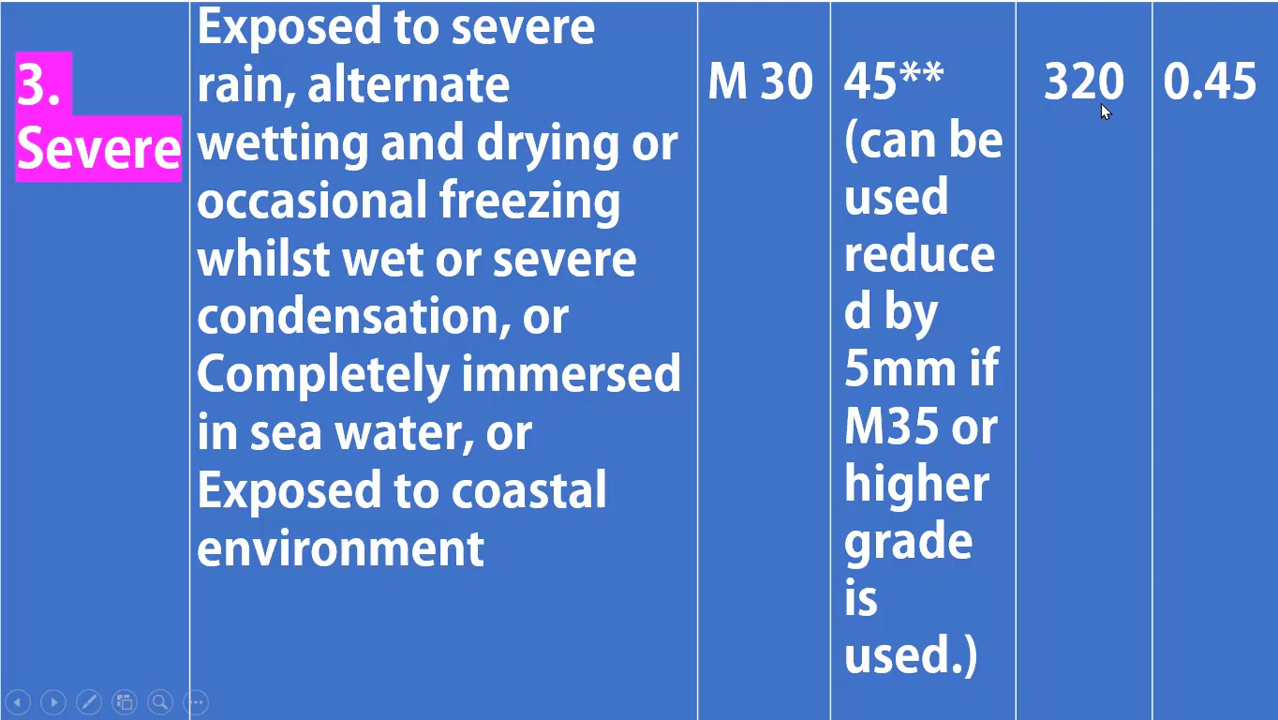 3.
Severe
Exposed to severe
rain, alternate
wetting and drying or
occasional freezing
whilst wet or severe
condensation, or
Completely immersed
in sea water, or
Exposed to coastal
environment
M 30
45**
(can be
used
reduce
d by
5mm if
M35 or
higher
grade
is
used.)
320
0.45